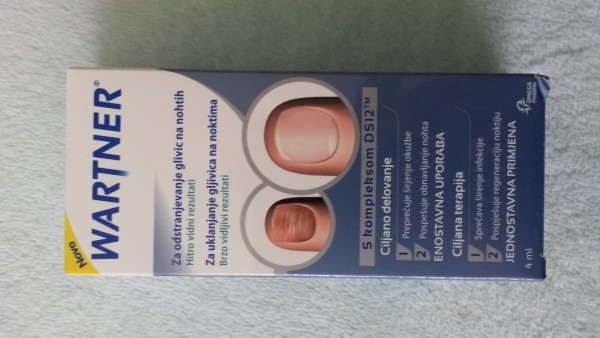 Novo
WARTNER®
Za odstranjevanje glivic na nohtih
Hitro vidni rezultati
Za uklanjanje gljivica na noktima
Brzo vidljivi rezultati
S kompleksom DS12™
Ciljano delovanje
1 Preprečuje širjenje okužbe
2 Pospešuje obnavljanje nohta
ENOSTAVNA UPORABA
Ciljana terapija
1 Sprečava širenje infekcije
2 Pospješuje regeneraciju noktiju
JEDNOSTAVNA PRIMJENA
4 ml
OMEGA
PHARMA